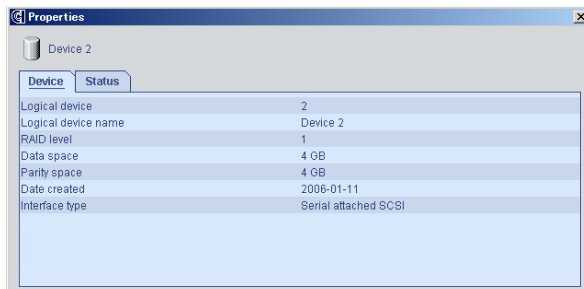 Properties
Device 2
Device Status
Logical device 2
Logical device name Device 2
RAID level 1
Data space 4 GB
Parity space 4 GB
Date created 2006-01-11
Interface type Serial attached SCSI